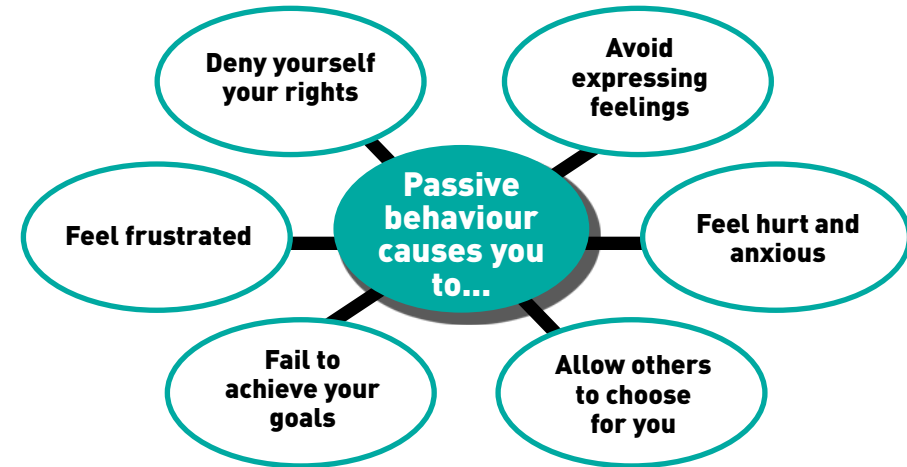 Deny yourself
your rights
Avoid
expressing
feelings
Passive
behaviour
causes you
to...
Feel frustrated
Feel hurt and
anxious
Fail to
achieve your
goals
Allow others
to choose
for you